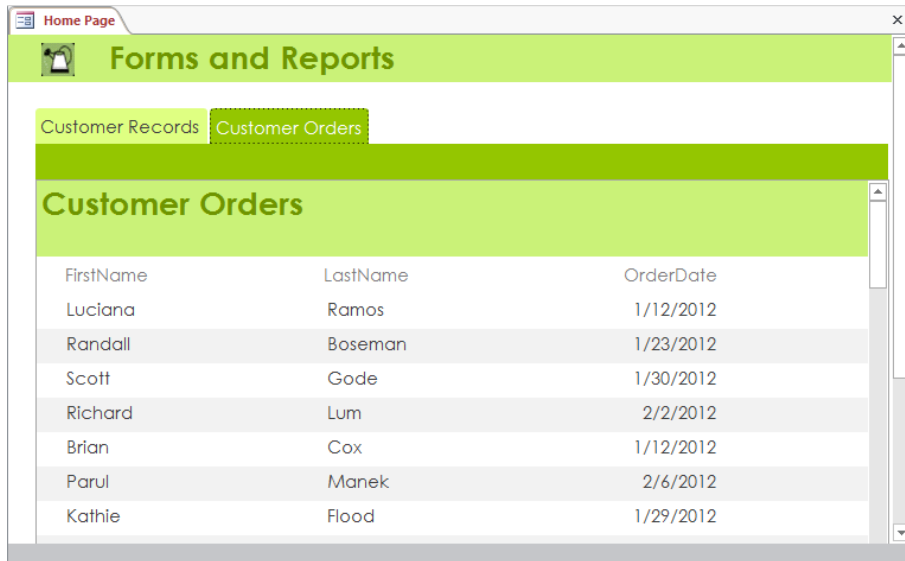 Home Page
Forms and Reports
Customer Records Customer Orders
Customer Orders
FirstName LastName OrderDate
Luciana Ramos 1/12/2012
Randall Boseman 1/23/2012
Scott Gode 1/30/2012
Richard Lum 2/2/2012
Brian Cox 1/12/2012
Parul Manek 2/6/2012
Kathie Flood 1/29/2012